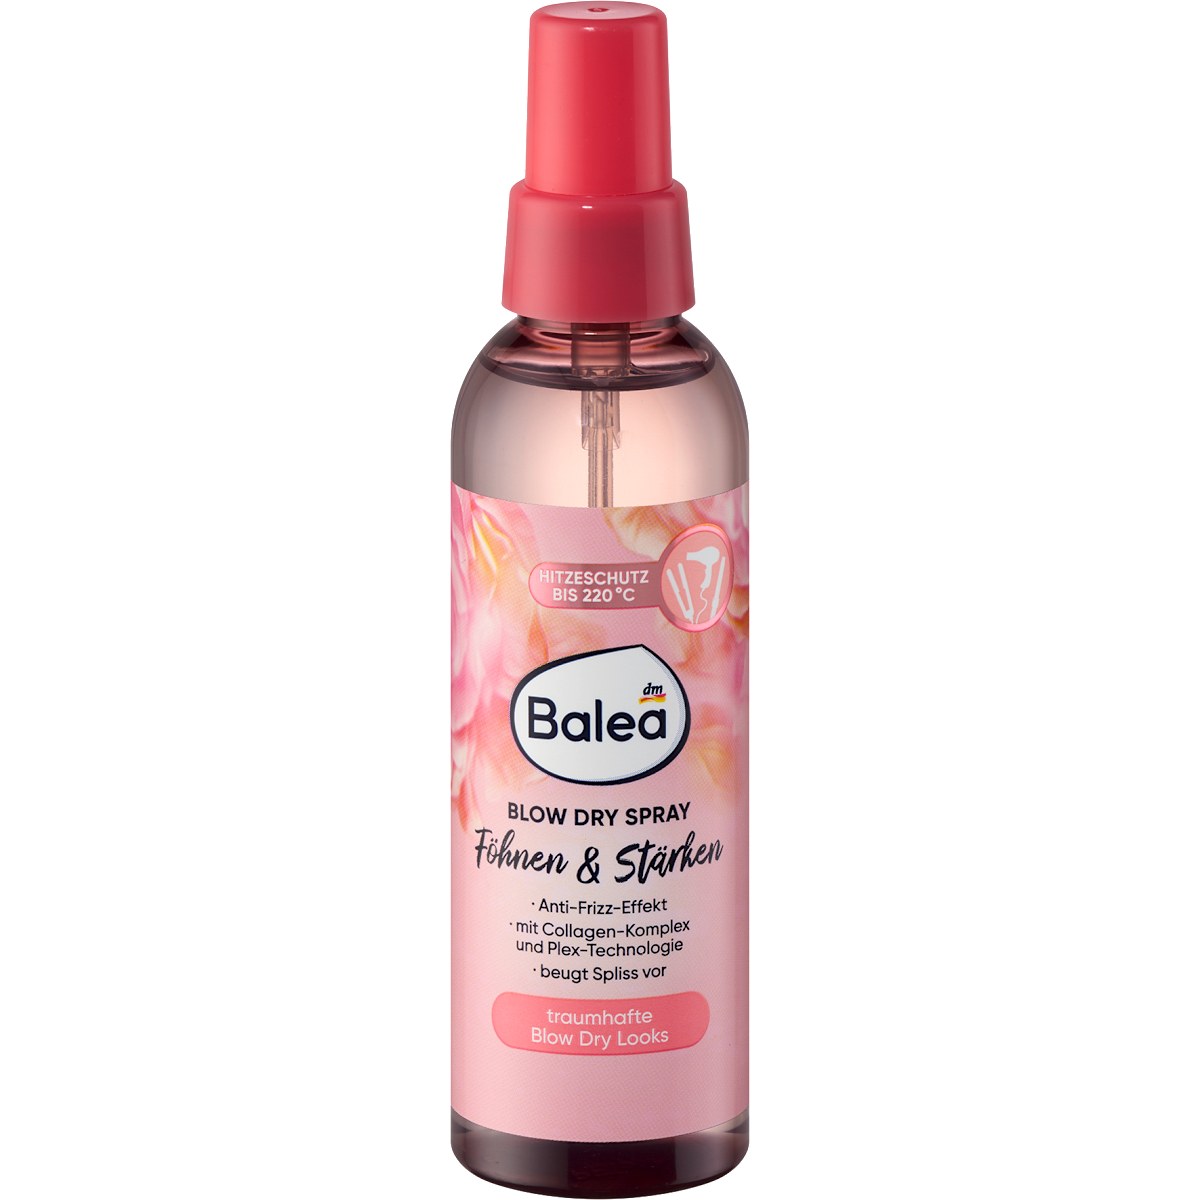 HITZESCHUTZ
BIS 220°C
dm
Balea
BLOW DRY SPRAY
Föhnen & Stärken
· Anti-Frizz-Effekt
· mit Collagen-Komplex
und Plex-Technologie
· beugt Spliss vor
traumhafte
Blow Dry Looks